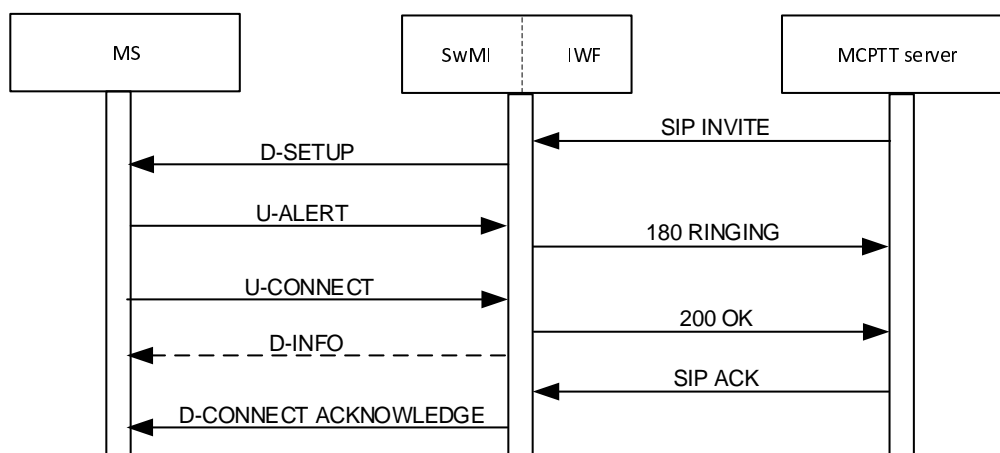 MS
SwMI
IWF
MCPTT server
SIP INVITE
D-SETUP
U-ALERT
180 RINGING
U-CONNECT
200 OK
D-INFO
SIP ACK
D-CONNECT ACKNOWLEDGE